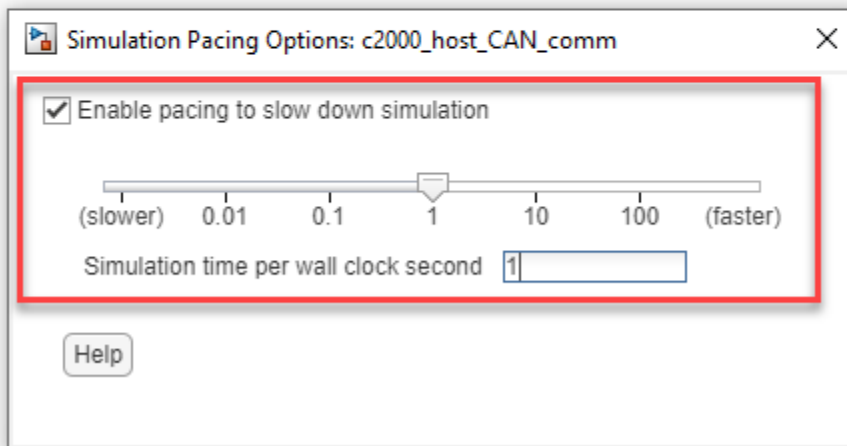 Simulation Pacing Options: c2000_host_CAN_comm
Enable pacing to slow down simulation
(slower) 0.01 0.1 1 10 100 (faster)
Simulation time per wall clock second 1
Help